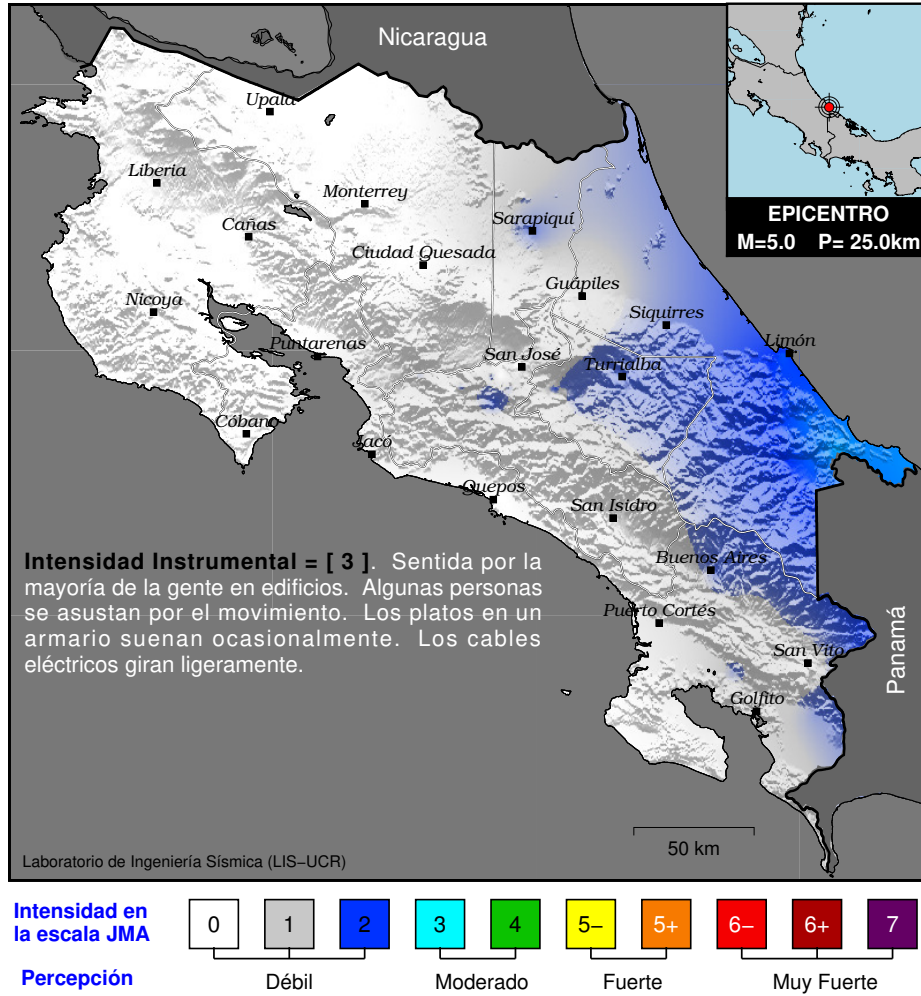 Nicaragua
EPICENTRO
M=5.0 P= 25.0km
Upala
Liberia
Monterrey
Cañas
Sarapiquí
Ciudad Quesada
Guápiles
Nicoya
Siquirres
Puntarenas
Limón
San José
Turrialba
Cóbano
Jacó
Quepos
San Isidro
Intensidad Instrumental = [ 3 ]. Sentida por la
mayoría de la gente en edificios. Algunas personas
se asustan por el movimiento. Los platos en un
armario suenan ocasionalmente. Los cables
eléctricos giran ligeramente.
Buenos Aires
Puerto Cortés
San Vito
Golfito
Panamá
50 km
Laboratorio de Ingeniería Sísmica (LIS−UCR)
Intensidad en
la escala JMA
0 1 2 3 4 5− 5+ 6− 6+ 7
Percepción
Débil Moderado Fuerte Muy Fuerte